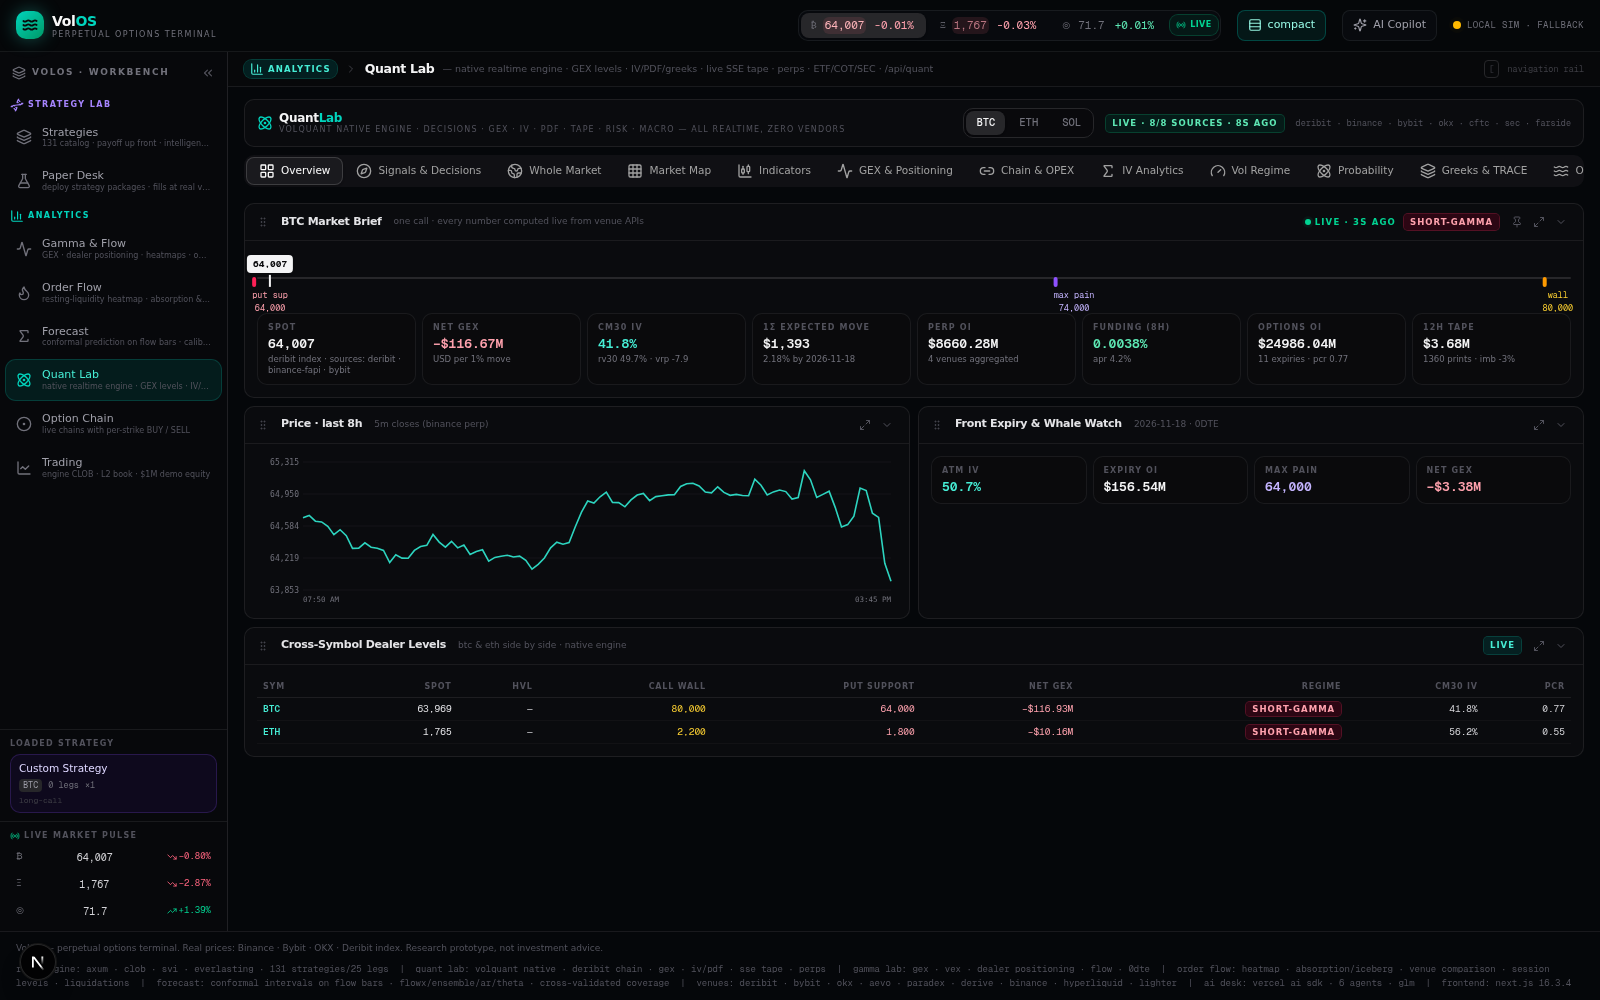 VolOS
PERPETUAL OPTIONS TERMINAL
₿ 64,007 -0.01% Ξ 1,767 -0.03% ◎ 71.7 +0.01% LIVE
compact
AI Copilot
LOCAL SIM · FALLBACK
VOLOS · WORKBENCH
STRATEGY LAB
Strategies
131 catalog · payoff up front · intelligen...
Paper Desk
deploy strategy packages · fills at real v...
ANALYTICS
Gamma & Flow
GEX · dealer positioning · heatmaps · o...
Order Flow
resting-liquidity heatmap · absorption &...
Forecast
conformal prediction on flow bars · calib...
Quant Lab
native realtime engine · GEX levels · IV/...
Option Chain
live chains with per-strike BUY / SELL
Trading
engine CLOB · L2 book · $1M demo equity
LOADED STRATEGY
Custom Strategy
BTC 0 legs ×1
long-call
LIVE MARKET PULSE
₿ 64,007 -0.80%
Ξ 1,767 -2.87%
◎ 71.7 +1.39%
ANALYTICS › Quant Lab — native realtime engine · GEX levels · IV/PDF/greeks · live SSE tape · perps · ETF/COT/SEC · /api/quant
[ navigation rail
QuantLab
VOLQUANT NATIVE ENGINE · DECISIONS · GEX · IV · PDF · TAPE · RISK · MACRO — ALL REALTIME, ZERO VENDORS
BTC ETH SOL
LIVE · 8/8 SOURCES · 8S AGO
deribit · binance · bybit · okx · cftc · sec · farside
Overview Signals & Decisions Whole Market Market Map Indicators GEX & Positioning Chain & OPEX IV Analytics Vol Regime Probability Greeks & TRACE O
BTC Market Brief one call · every number computed live from venue APIs
LIVE · 3S AGO SHORT-GAMMA
64,007
put sup max pain wall
64,000 74,000 80,000
SPOT
64,007
deribit index · sources: deribit ·
binance-fapi · bybit
NET GEX
−$116.67M
USD per 1% move
CM30 IV
41.8%
rv30 49.7% · vrp -7.9
1Σ EXPECTED MOVE
$1,393
2.18% by 2026-11-18
PERP OI
$8660.28M
4 venues aggregated
FUNDING (8H)
0.0038%
apr 4.2%
OPTIONS OI
$24986.04M
11 expiries · pcr 0.77
12H TAPE
$3.68M
1360 prints · imb -3%
Price · last 8h 5m closes (binance perp)
65,315
64,950
64,584
64,219
63,853
07:50 AM 03:45 PM
Front Expiry & Whale Watch 2026-11-18 · 0DTE
ATM IV
50.7%
EXPIRY OI
$156.54M
MAX PAIN
64,000
NET GEX
−$3.38M
Cross-Symbol Dealer Levels btc & eth side by side · native engine
LIVE
SYM SPOT HVL CALL WALL PUT SUPPORT NET GEX REGIME CM30 IV PCR
BTC 63,969 — 80,000 64,000 −$116.93M SHORT-GAMMA 41.8% 0.77
ETH 1,765 — 2,200 1,800 −$10.16M SHORT-GAMMA 56.2% 0.55
perpetual options terminal. Real prices: Binance · Bybit · OKX · Deribit index. Research prototype, not investment advice.
axum · clob · svi · everlasting · 131 strategies/25 legs | quant lab: volquant native · deribit chain · gex · iv/pdf · sse tape · perps | gamma lab: gex · vex · dealer positioning · flow · 0dte | order flow: heatmap · absorption/iceberg · venue comparison · session
levels · liquidations | forecast: conformal intervals on flow bars · flowx/ensemble/ar/theta · cross-validated coverage | venues: deribit · bybit · okx · aevo · paradex · derive · binance · hyperliquid · lighter | ai desk: vercel ai sdk · 6 agents · glm | frontend: next.js 16.3.4
N